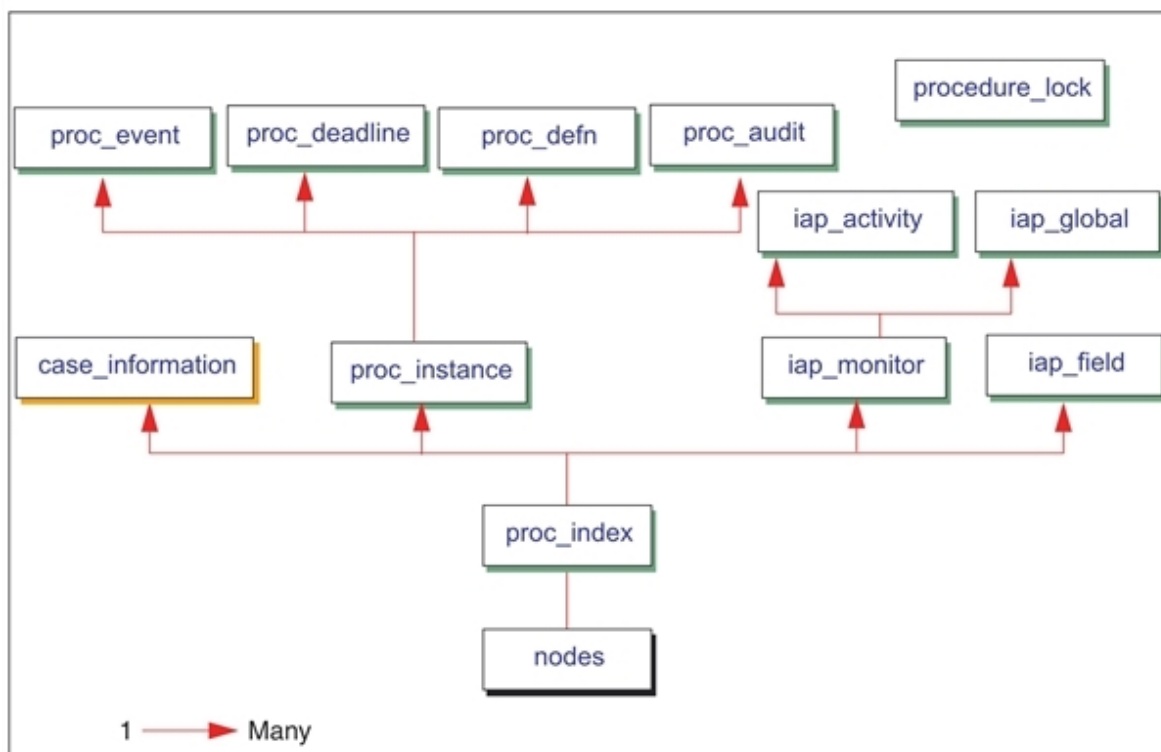 procedure_lock
proc_event
proc_deadline
proc_defn
proc_audit
iap_activity
iap_global
case_information
proc_instance
iap_monitor
iap_field
proc_index
nodes
1 Many